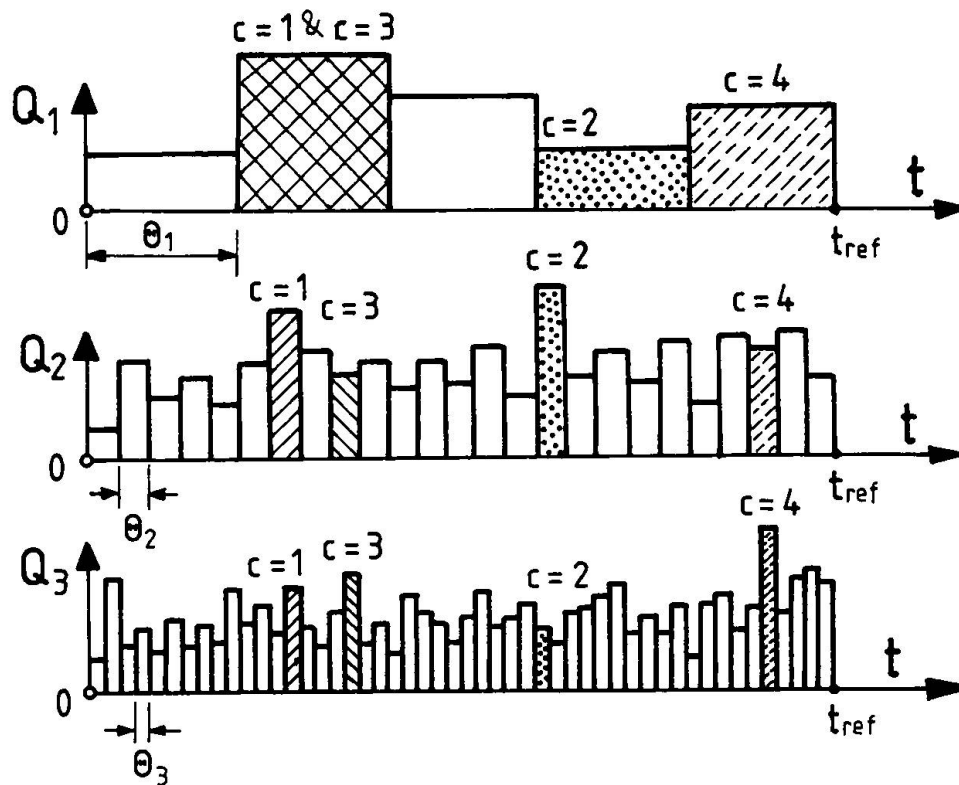 c=1 & c=3
Q1
c=2
c=4
t
0
Θ1
tref
c=2
c=1
c=3
c=4
Q2
t
0
Θ2
tref
c=4
c=1
c=3
c=2
Q3
t
0
Θ3
tref